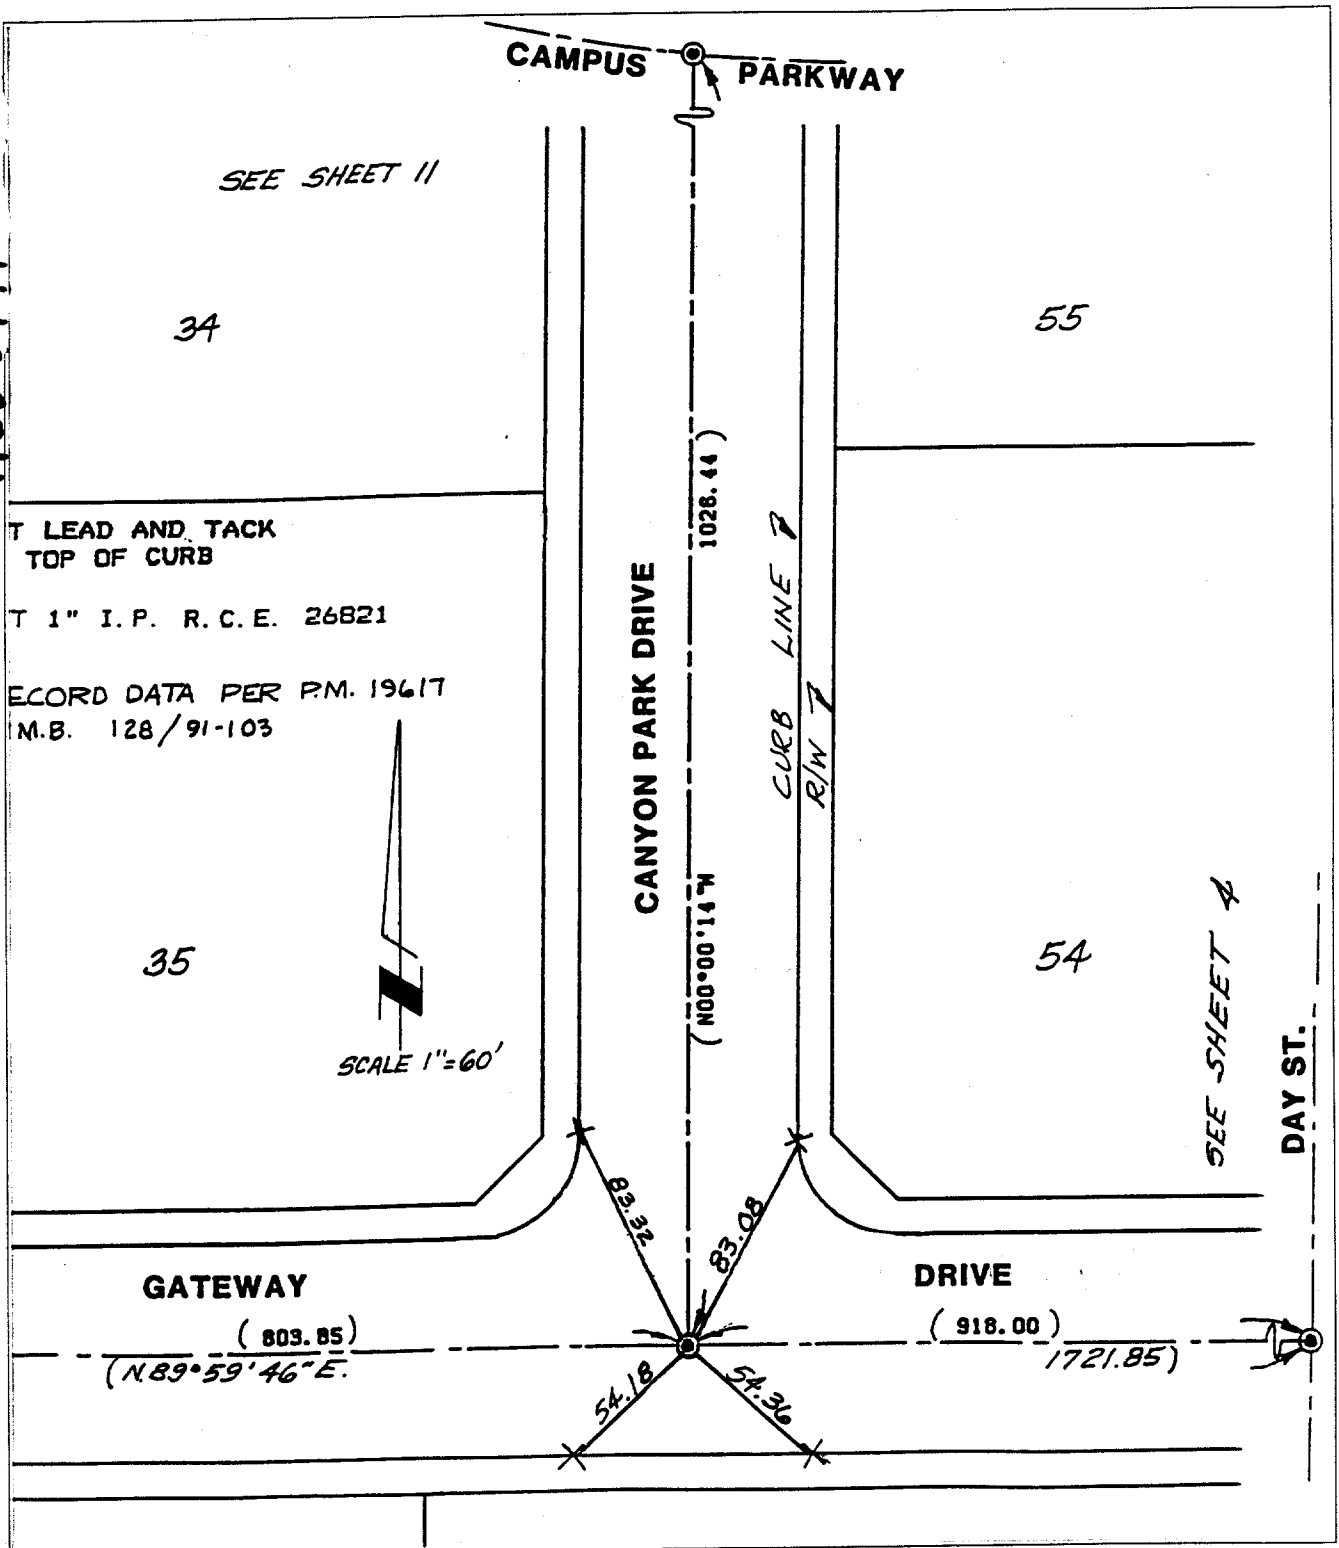 CAMPUS PARKWAY
SEE SHEET 11
34
55
(1026.44)
T LEAD AND TACK
TOP OF CURB
T 1" I.P. R.C.E. 26821
ECORD DATA PER P.M. 19617
M.B. 128/91-103
CANYON PARK DRIVE
CURB LINE
R/W
(N00°00'14"W
35
54
SCALE 1"=60'
SEE SHEET 4
DAY ST.
83.32
83.08
GATEWAY DRIVE
(803.85)
(918.00)
(N.89°59'46"E.
1721.85)
54.18
54.36